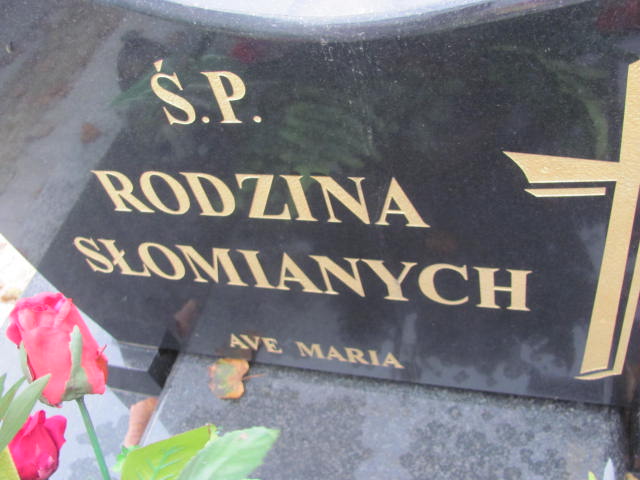 Ś.P.
RODZINA
SŁOMIANYCH
AVE MARIA